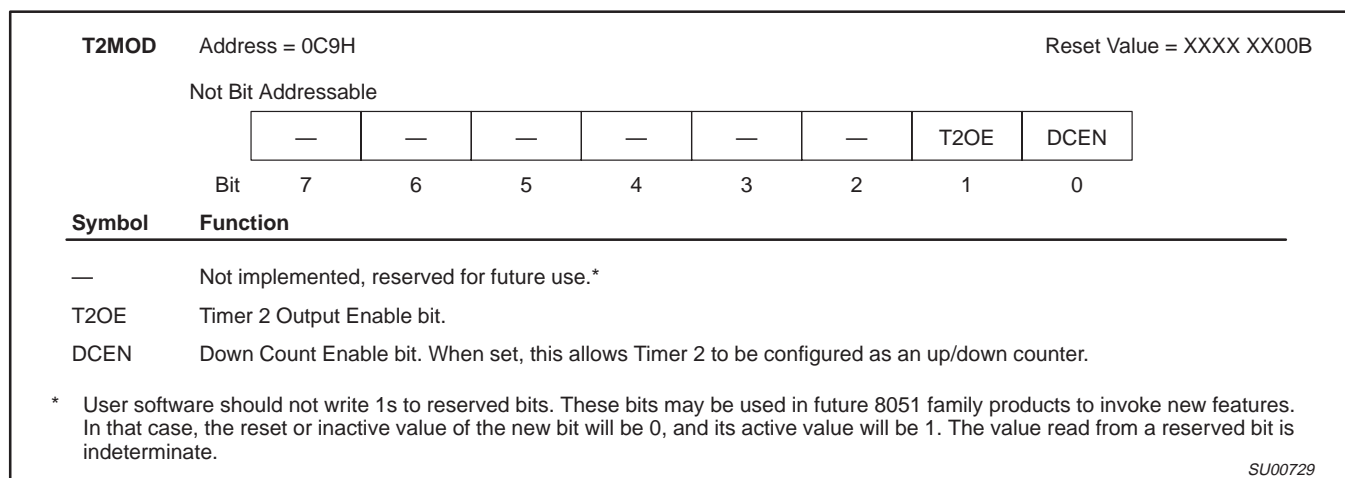 T2MOD Address = 0C9H Reset Value = XXXX XX00B
Not Bit Addressable
— — — — — — T2OE DCEN
Bit 7 6 5 4 3 2 1 0
Symbol Function
— Not implemented, reserved for future use.*
T2OE Timer 2 Output Enable bit.
DCEN Down Count Enable bit. When set, this allows Timer 2 to be configured as an up/down counter.
* User software should not write 1s to reserved bits. These bits may be used in future 8051 family products to invoke new features.
In that case, the reset or inactive value of the new bit will be 0, and its active value will be 1. The value read from a reserved bit is
indeterminate.
SU00729